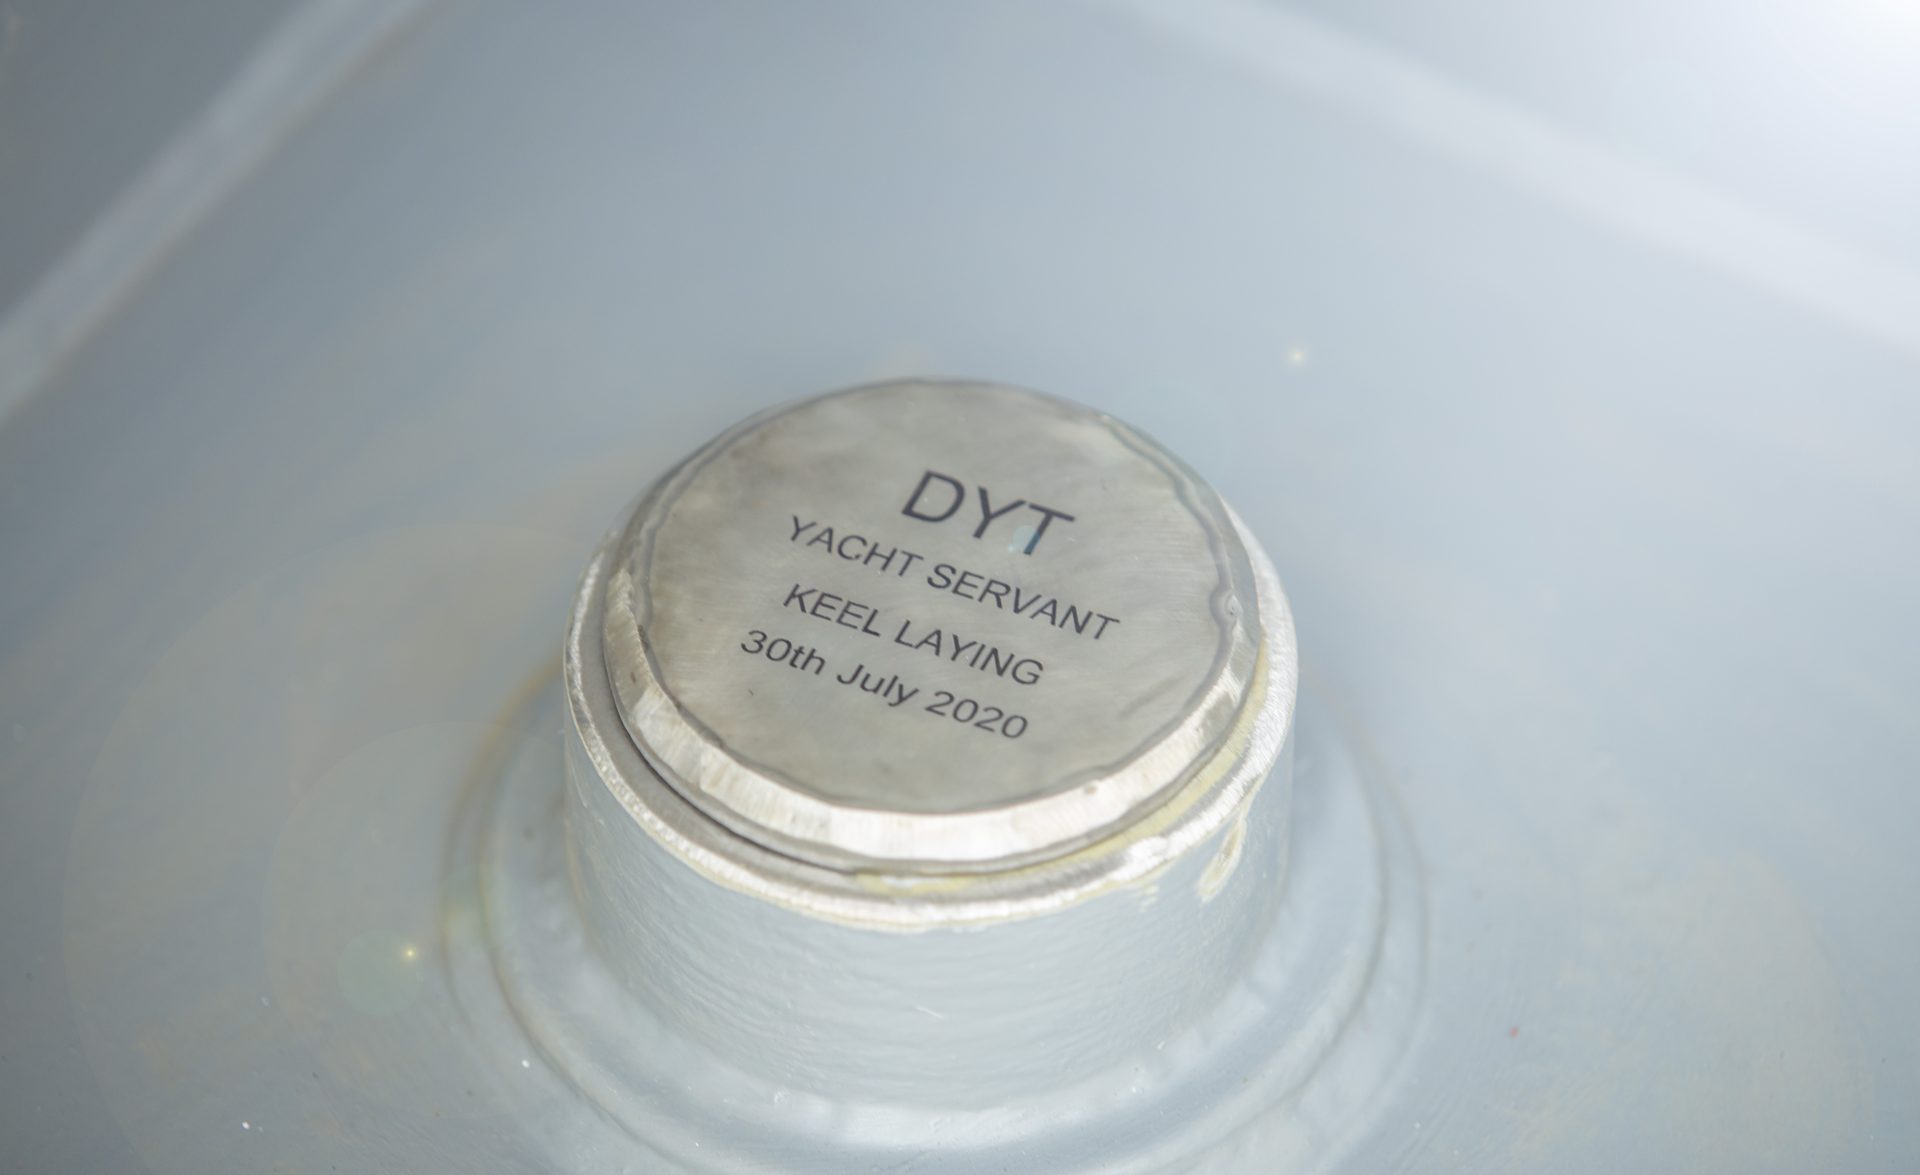 DYT
YACHT SERVANT
KEEL LAYING
30th July 2020